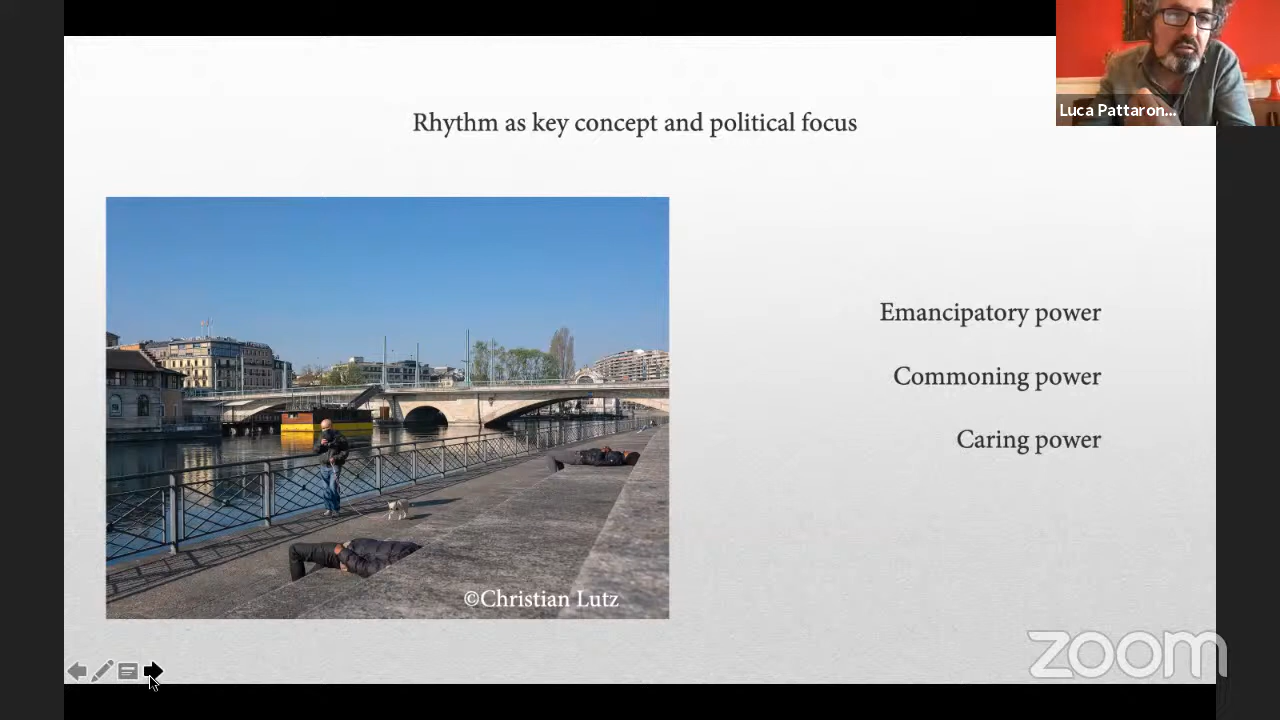 Luca Pattaron...
Rhythm as key concept and political focus
Emancipatory power
Commoning power
Caring power
©Christian Lutz
zoom